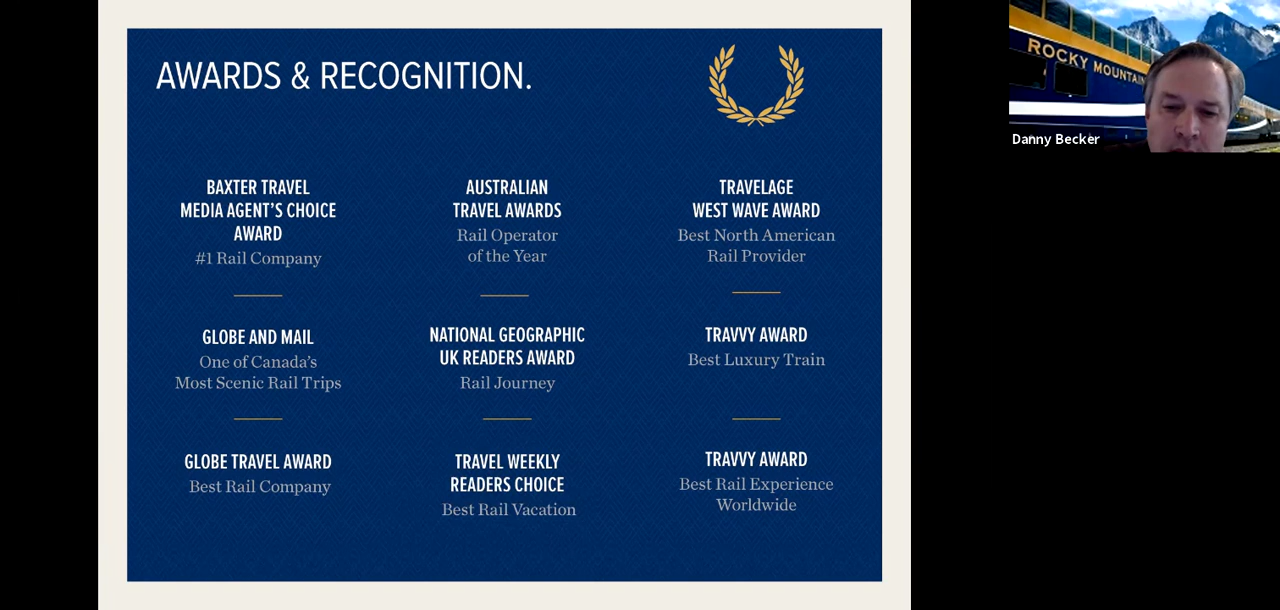 AWARDS & RECOGNITION.
BAXTER TRAVEL
MEDIA AGENT'S CHOICE
AWARD
#1 Rail Company
AUSTRALIAN
TRAVEL AWARDS
Rail Operator
of the Year
TRAVELAGE
WEST WAVE AWARD
Best North American
Rail Provider
GLOBE AND MAIL
One of Canada's
Most Scenic Rail Trips
NATIONAL GEOGRAPHIC
UK READERS AWARD
Rail Journey
TRAVVY AWARD
Best Luxury Train
GLOBE TRAVEL AWARD
Best Rail Company
TRAVEL WEEKLY
READERS CHOICE
Best Rail Vacation
TRAVVY AWARD
Best Rail Experience
Worldwide
ROCKY MOUNTAIN
Danny Becker